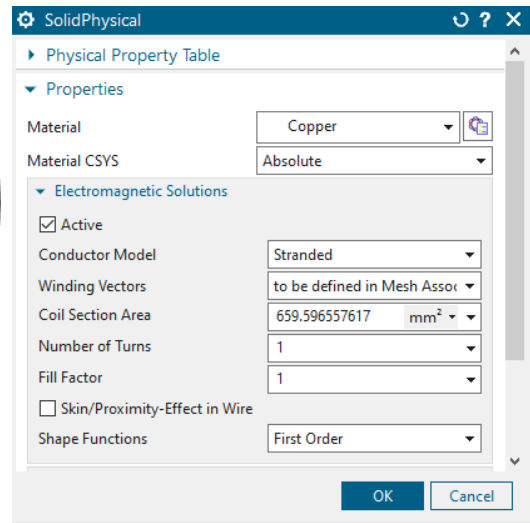 SolidPhysical
Physical Property Table
Properties
Material Copper
Material CSYS Absolute
Electromagnetic Solutions
Active
Conductor Model Stranded
Winding Vectors to be defined in Mesh Assoc
Coil Section Area 659.596557617 mm²
Number of Turns 1
Fill Factor 1
Skin/Proximity-Effect in Wire
Shape Functions First Order
OK Cancel